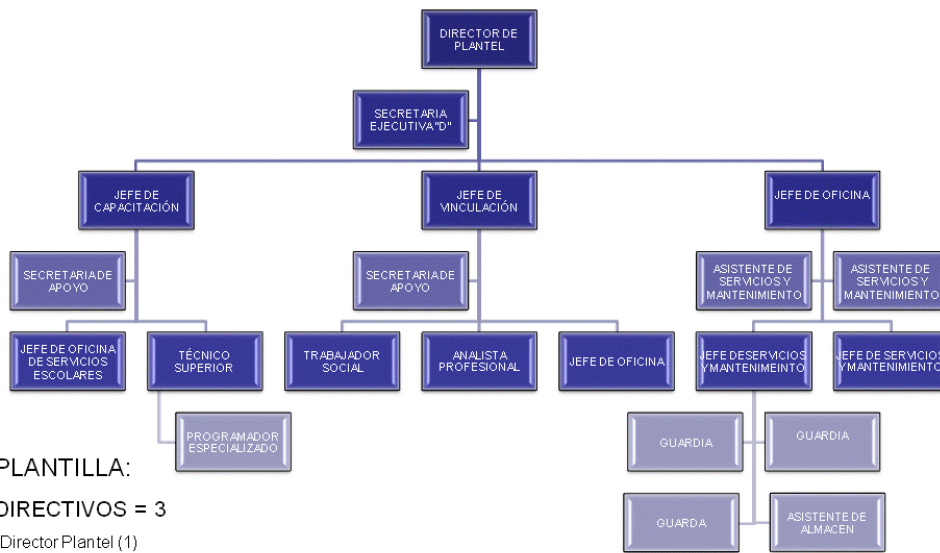 DIRECTOR DE
PLANTEL
SECRETARIA
EJECUTIVA "D"
JEFE DE
CAPACITACIÓN
JEFE DE
VINCULACIÓN
JEFE DE OFICINA
SECRETARIA DE
APOYO
SECRETARIA DE
APOYO
ASISTENTE DE
SERVICIOS Y
MANTENIMIENTO
ASISTENTE DE
SERVICIOS Y
MANTENIMIENTO
JEFE DE OFICINA
DE SERVICIOS
ESCOLARES
TÉCNICO
SUPERIOR
TRABAJADOR
SOCIAL
ANALISTA
PROFESIONAL
JEFE DE OFICINA
JEFE DE SERVICIOS
Y MANTENIMEINTO
JEFE DE SERVICIOS
Y MANTENIMIENTO
PROGRAMADOR
ESPECIALIZADO
GUARDIA
GUARDIA
GUARDA
ASISTENTE DE
ALMACEN
PLANTILLA:
DIRECTIVOS = 3
Director Plantel (1)